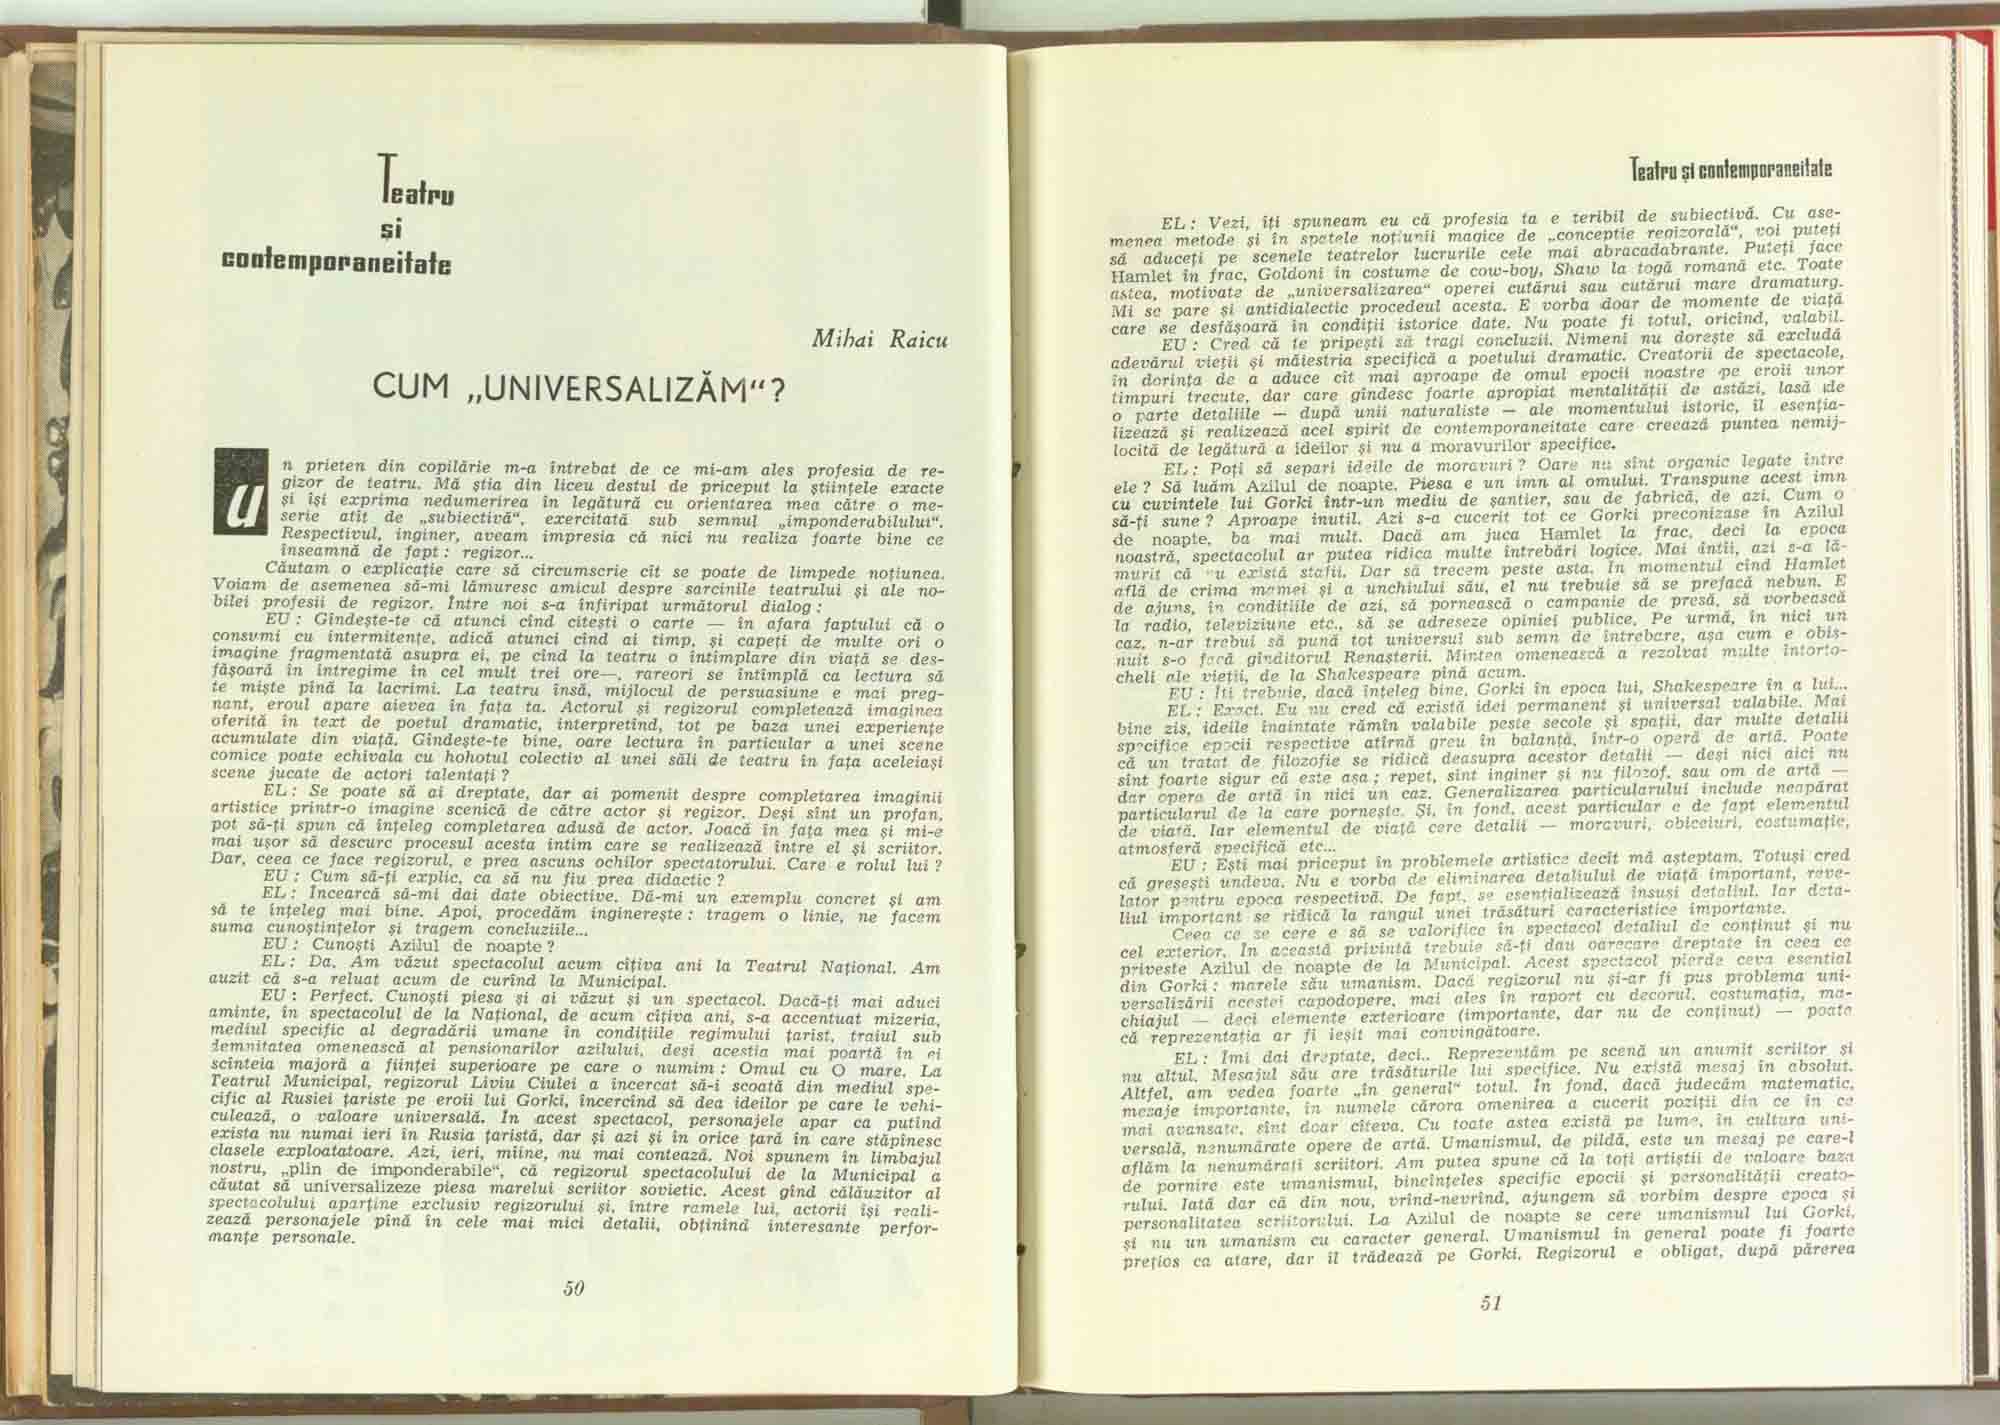 Teatru
și
contemporaneitate
Mihai Raicu
CUM „UNIVERSALIZĂM“?
Un prieten din copilărie m-a întrebat de ce mi-am ales profesia de re-
gizor de teatru. Mă știa din liceu destul de priceput la științele exacte
și își exprima nedumerirea în legătură cu orientarea mea către o me-
serie atît de „subiectivă“, exercitată sub semnul „imponderabilului“.
Respectivul, inginer, aveam impresia că nici nu realiza foarte bine ce
înseamnă de fapt : regizor...
Căutam o explicație care să circumscrie cît se poate de limpede noțiunea.
Voiam de asemenea să-mi lămuresc amicul despre sarcinile teatrului și ale no-
bilei profesii de regizor. Între noi s-a înfiripat următorul dialog :
EU : Gîndește-te că atunci cînd citești o carte — în afara faptului că o
consumi cu intermitențe, adică atunci cînd ai timp, și capeți de multe ori o
imagine fragmentată asupra ei, pe cînd la teatru o întîmplare din viață se des-
fășoară în întregime în cel mult trei ore—, rareori se întîmplă ca lectura să
te miște pînă la lacrimi. La teatru însă, mijlocul de persuasiune e mai preg-
nant, eroul apare aievea în fața ta. Actorul și regizorul completează imaginea
oferită în text de poetul dramatic, interpretînd, tot pe baza unei experiențe
acumulate din viață. Gîndește-te bine, oare lectura în particular a unei scene
comice poate echivala cu hohotul colectiv al unei săli de teatru în fața aceleiași
scene jucate de actori talentați ?
EL : Se poate să ai dreptate, dar ai pomenit despre completarea imaginii
artistice printr-o imagine scenică de către actor și regizor. Deși sînt un profan,
pot să-ți spun că înțeleg completarea adusă de actor. Joacă în fața mea și mi-e
mai ușor să descurc procesul acesta intim care se realizează între el și scriitor.
Dar, ceea ce face regizorul, e prea ascuns ochilor spectatorului. Care e rolul lui ?
EU : Cum să-ți explic, ca să nu fiu prea didactic ?
EL : Încearcă să-mi dai date obiective. Dă-mi un exemplu concret și am
să te înțeleg mai bine. Apoi, procedăm inginerește : tragem o linie, ne facem
suma cunoștințelor și tragem concluziile...
EU : Cunoști Azilul de noapte ?
EL : Da. Am văzut spectacolul acum cîțiva ani la Teatrul Național. Am
auzit că s-a reluat acum de curînd la Municipal.
EU : Perfect. Cunoști piesa și ai văzut și un spectacol. Dacă-ți mai aduci
aminte, în spectacolul de la Național, de acum cîțiva ani, s-a accentuat mizeria,
mediul specific al degradării umane în condițiile regimului țarist, traiul sub
demnitatea omenească al pensionarilor azilului, deși acestia mai poartă în ei
scînteia majoră a ființei superioare pe care o numim : Omul cu O mare. La
Teatrul Municipal, regizorul Liviu Ciulei a încercat să-i scoată din mediul spe-
cific al Rusiei țariste pe eroii lui Gorki, încercînd să dea ideilor pe care le vehi-
culează, o valoare universală. In acest spectacol, personajele apar ca putînd
exista nu numai ieri în Rusia țaristă, dar și azi și în orice țară în care stăpînesc
clasele exploatatoare. Azi, ieri, mîine, nu mai contează. Noi spunem în limbajul
nostru, „plin de imponderabile“, că regizorul spectacolului de la Municipal a
căutat să universalizeze piesa marelui scriitor sovietic. Acest gînd călăuzitor al
spectacolului aparține exclusiv regizorului și, între ramele lui, actorii își reali-
zează personajele pînă în cele mai mici detalii, obținînd interesante perfor-
manțe personale.
50
Teatru și contemporaneitate
EL : Vezi, îți spuneam eu că profesia ta e teribil de subiectivă. Cu ase-
menea metode și în spatele noțiunii magice de „concepție regizorală“, voi puteți
să aduceți pe scenele teatrelor lucrurile cele mai abracadabrante. Puteți face
Hamlet în frac, Goldoni în costume de cow-boy, Shaw la togă romană etc. Toate
astea, motivate de „universalizarea“ operei cutărui sau cutărui mare dramaturg.
Mi se pare și antidialectic procedeul acesta. E vorba doar de momente de viață
care se desfășoară în condiții istorice date. Nu poate fi totul, oricînd, valabil.
EU : Cred că te pripești să tragi concluzii. Nimeni nu dorește să excludă
adevărul vieții și măiestria specifică a poetului dramatic. Creatorii de spectacole,
în dorința de a aduce cît mai aproape de omul epocii noastre pe eroii unor
timpuri trecute, dar care gîndesc foarte apropiat mentalității de astăzi, lasă de
o parte detaliile — după unii naturaliste — ale momentului istoric, îl esenția-
lizează și realizează acel spirit de contemporaneitate care creează puntea nemij-
locită de legătură a ideilor și nu a moravurilor specifice.
EL : Poți să separi ideile de moravuri ? Oare nu sînt organic legate între
ele ? Să luăm Azilul de noapte. Piesa e un imn al omului. Transpune acest imn
cu cuvintele lui Gorki într-un mediu de șantier, sau de fabrică, de azi. Cum o
să-ți sune ? Aproape inutil. Azi s-a cucerit tot ce Gorki preconizase în Azilul
de noapte, ba mai mult. Dacă am juca Hamlet la frac, deci la epoca
noastră, spectacolul ar putea ridica multe întrebări logice. Mai întîi, azi s-a lă-
murit că nu există stafii. Dar să trecem peste asta. În momentul cînd Hamlet
află de crima mamei și a unchiului său, el nu trebuie să se prefacă nebun. E
de ajuns, în condițiile de azi, să pornească o campanie de presă, să vorbească
la radio, televiziune etc., să se adreseze opiniei publice. Pe urmă, în nici un
caz, n-ar trebui să pună tot universul sub semn de întrebare, așa cum e obiș-
nuit s-o facă gînditorul Renașterii. Mintea omenească a rezolvat multe întorto-
cheli ale vieții, de la Shakespeare pînă acum.
EU : Iți trebuie, dacă înțeleg bine, Gorki în epoca lui, Shakespeare în a lui...
EL : Exact. Eu nu cred că există idei permanent și universal valabile. Mai
bine zis, ideile înaintate rămîn valabile peste secole și spații, dar multe detalii
specifice epocii respective atîrnă greu în balanță, într-o operă de artă. Poate
că un tratat de filozofie se ridică deasupra acestor detalii — deși nici aici nu
sînt foarte sigur că este așa ; repet, sînt inginer și nu filozof, sau om de artă —
dar opera de artă în nici un caz. Generalizarea particularului include neapărat
particularul de la care pornește. Și, în fond, acest particular e de fapt elementul
de viață. Iar elementul de viață cere detalii — moravuri, obiceiuri, costumație,
atmosferă specifică etc...
EU : Ești mai priceput în problemele artistice decît mă așteptam. Totuși cred
că greșești undeva. Nu e vorba de eliminarea detaliului de viață important, reve-
lator pentru epoca respectivă. De fapt, se esențializează însuși detaliul. Iar deta-
liul important se ridică la rangul unei trăsături caracteristice importante.
Ceea ce se cere e să se valorifice în spectacol detaliul de conținut și nu
cel exterior. In această privință trebuie să-ți dau oarecare dreptate în ceea ce
privește Azilul de noapte de la Municipal. Acest spectacol pierde ceva esențial
din Gorki : marele său umanism. Dacă regizorul nu și-ar fi pus problema uni-
versalizării acestei capodopere, mai ales în raport cu decorul, costumația, ma-
chiajul — deci elemente exterioare (importante, dar nu de conținut) — poate
că reprezentația ar fi ieșit mai convingătoare.
EL : Imi dai dreptate, deci.. Reprezentăm pe scenă un anumit scriitor și
nu altul. Mesajul său are trăsăturile lui specifice. Nu există mesaj în absolut.
Altfel, am vedea foarte „în general“ totul. În fond, dacă judecăm matematic,
mesaje importante, în numele cărora omenirea a cucerit poziții din ce în ce
mai avansate, sînt doar cîteva. Cu toate astea există pe lume, în cultura uni-
versală, nenumărate opere de artă. Umanismul, de pildă, este un mesaj pe care-l
aflăm la nenumărați scriitori. Am putea spune că la toți artiștii de valoare baza
de pornire este umanismul, bineînțeles specific epocii și personalității creato-
rului. Iată dar că din nou, vrînd-nevrînd, ajungem să vorbim despre epoca și
personalitatea scriitorului. La Azilul de noapte se cere umanismul lui Gorki,
și nu un umanism cu caracter general. Umanismul în general poate fi foarte
prețios ca atare, dar îl trădează pe Gorki. Regizorul e obligat, după părerea
51